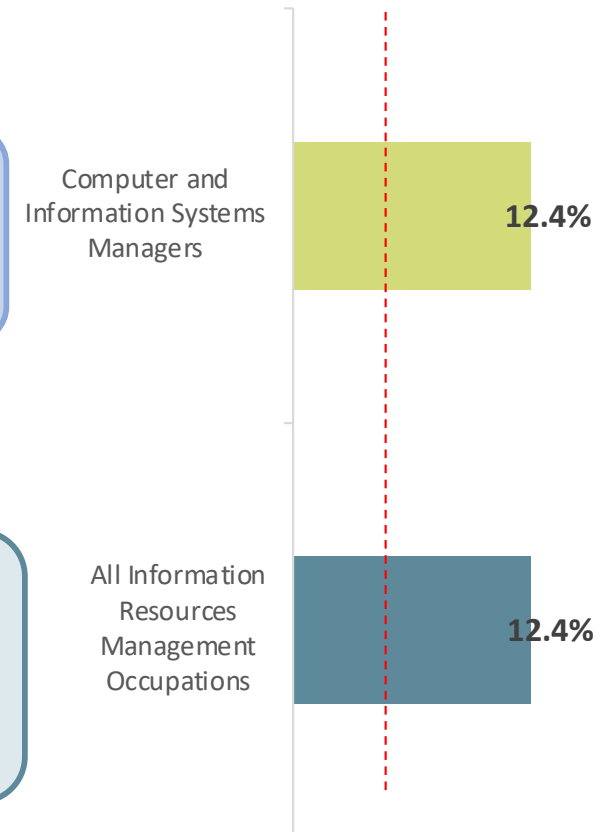 Computer and
Information Systems
Managers
12.4%
All Information
Resources
Management
Occupations
12.4%